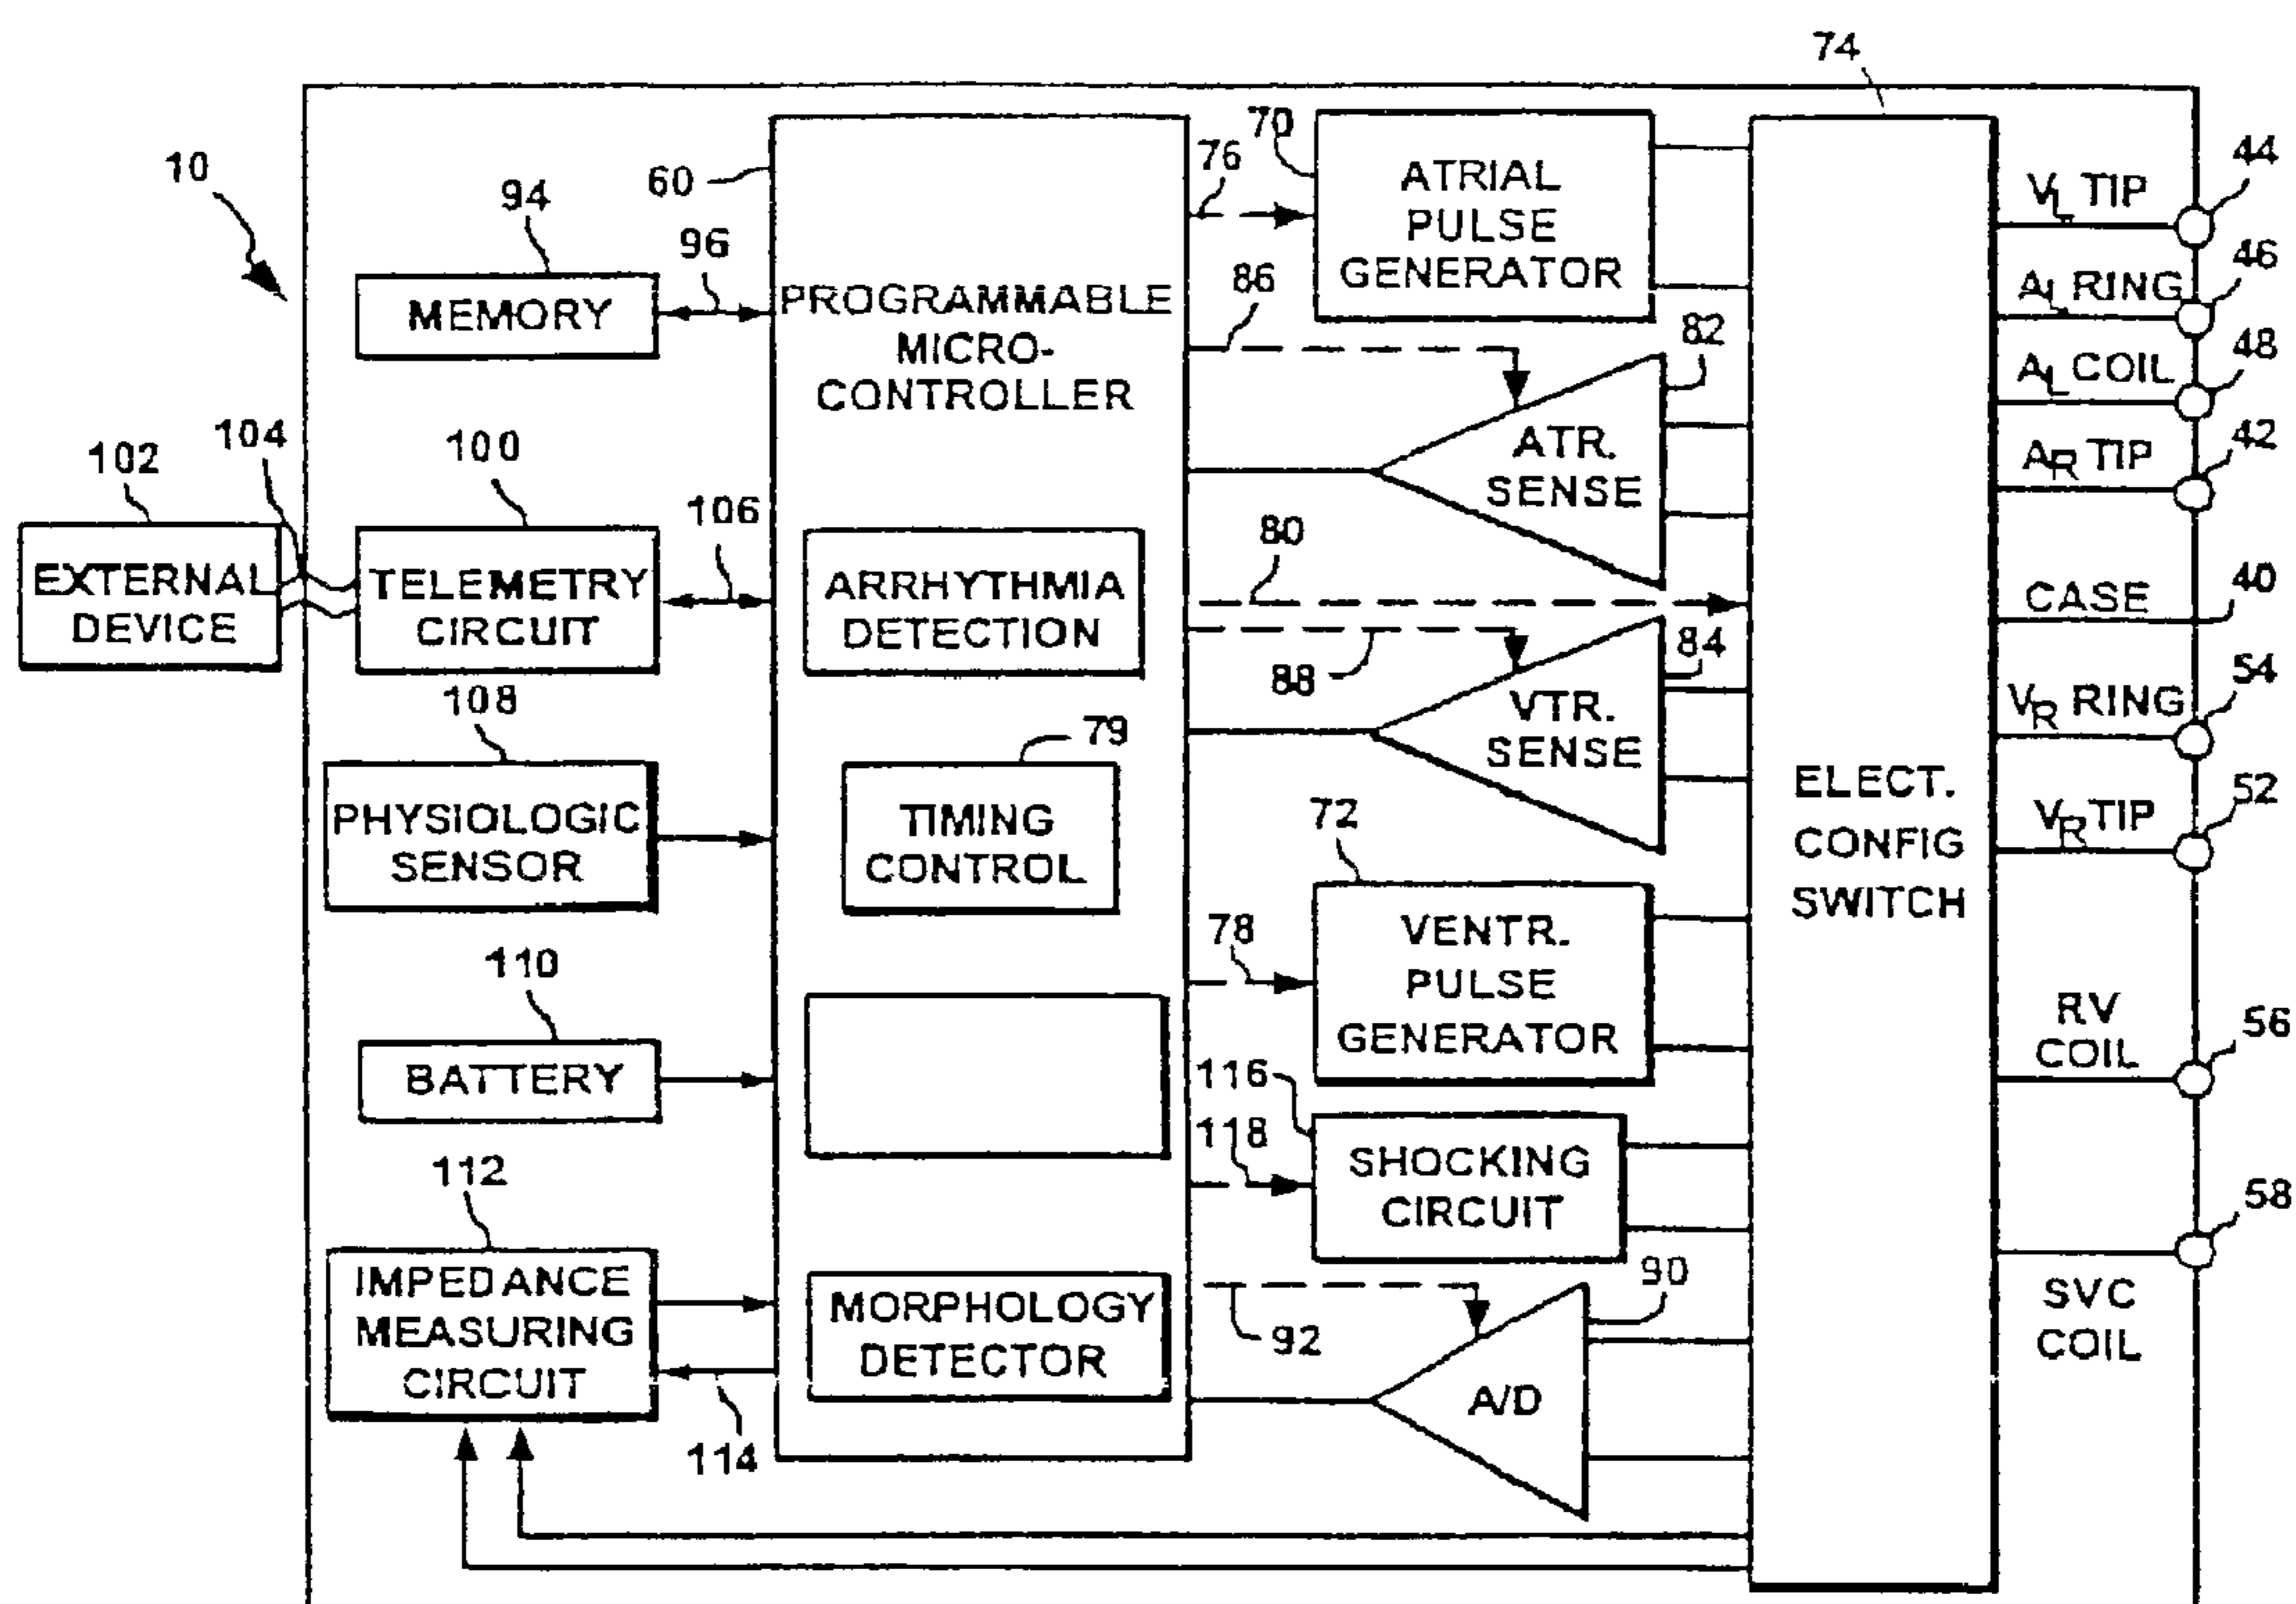 74
10
94
MEMORY
96
60
PROGRAMMABLE
MICRO-
CONTROLLER
76
70
ATRIAL
PULSE
GENERATOR
86
82
ATR.
SENSE
102
EXTERNAL
DEVICE
104
100
TELEMETRY
CIRCUIT
106
ARRHYTHMIA
DETECTION
80
88
84
VTR.
SENSE
108
PHYSIOLOGIC
SENSOR
79
TIMING
CONTROL
72
78
VENTR.
PULSE
GENERATOR
110
BATTERY
116
118
SHOCKING
CIRCUIT
112
IMPEDANCE
MEASURING
CIRCUIT
114
MORPHOLOGY
DETECTOR
92
90
A/D
ELECT.
CONFIG
SWITCH
VL TIP
44
AL RING
46
AL COIL
48
AR TIP
42
CASE
40
VR RING
54
VR TIP
52
RV
COIL
56
58
SVC
COIL